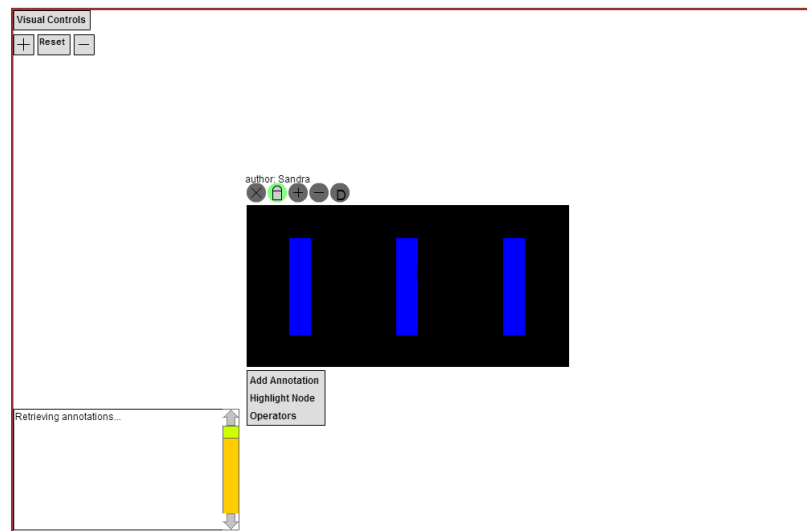 Visual Controls
Reset
author: Sandra
D
Add Annotation
Highlight Node
Operators
Retrieving annotations...